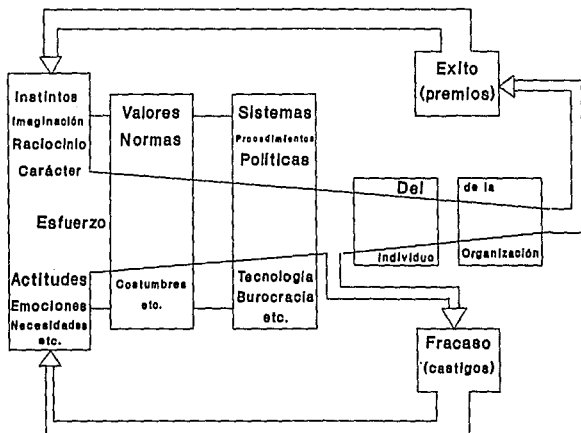 Instintos
Imaginación
Raciocinio
Carácter
Esfuerzo
Actitudes
Emociones
Necesidades
etc.
Valores
Normas
Costumbres
etc.
Sistemas
Procedimientos
Políticas
Tecnología
Burocracia
etc.
Del
individuo
de la
Organización
Exito
(premios)
Fracaso
(castigos)